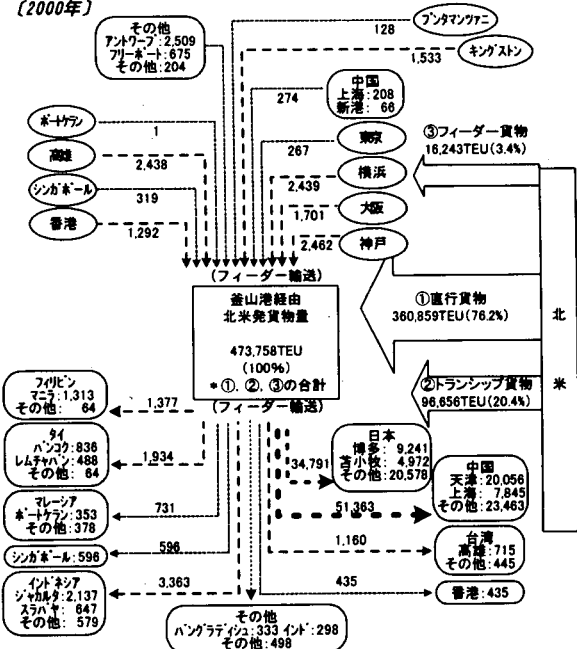 〔2000年〕
その他
アントワープ:2,509
フリーポート:675
その他:204
128
プンタマンツァニ
1,533
キングストン
274
中国
上海:208
新港: 66
ポートケラン
1
高雄
2,438
シンガポール
319
香港
1,292
267
東京
2,439
横浜
1,701
大阪
2,462
神戸
③フィーダー貨物
16,243TEU(3.4%)
(フィーダー輸送)
釜山港経由
北米発貨物量
473,758TEU
(100%)
*①,②,③の合計
(フィーダー輸送)
①直行貨物
360,859TEU(76.2%)
②トランシップ貨物
96,656TEU(20.4%)
北
米
フィリピン
マニラ:1,313
その他: 64
1,377
タイ
バンコク:836
レムチャバン:488
その他: 64
1,934
マレーシア
ポートケラン:353
その他:378
731
シンガポール:596
596
インドネシア
ジャカルタ:2,137
スラバヤ: 647
その他: 579
3,363
34,791
日本
博多: 9,241
苫小牧: 4,972
その他:20,578
51,363
中国
天津:20,056
上海: 7,845
その他:23,463
1,160
台湾
高雄:715
その他:445
435
香港:435
その他
バングラディシュ:333 インド:298
その他:498